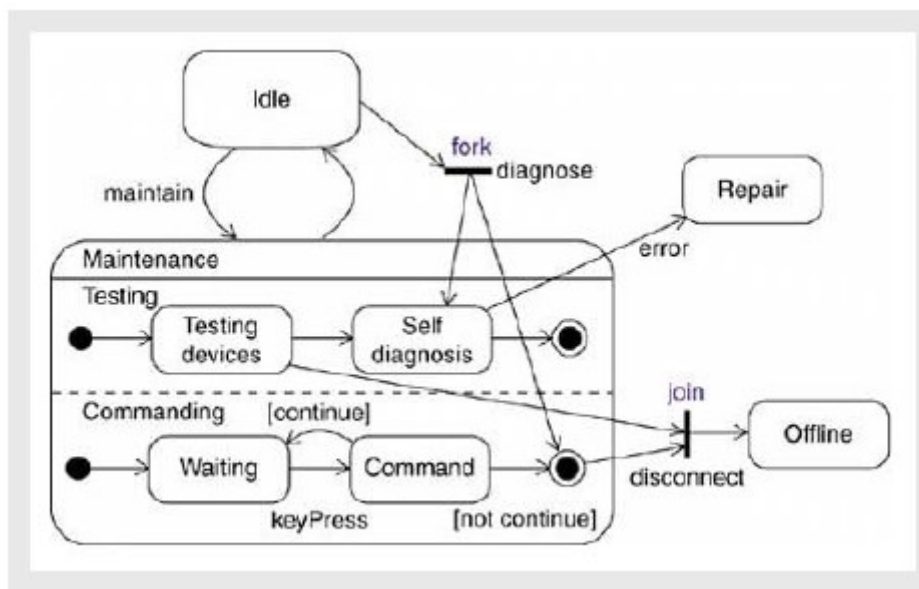 Idle
fork
diagnose
Repair
maintain
error
Maintenance
Testing
Testing
devices
Self
diagnosis
join
Commanding
[continue]
Offline
Waiting
Command
disconnect
keyPress
[not continue]